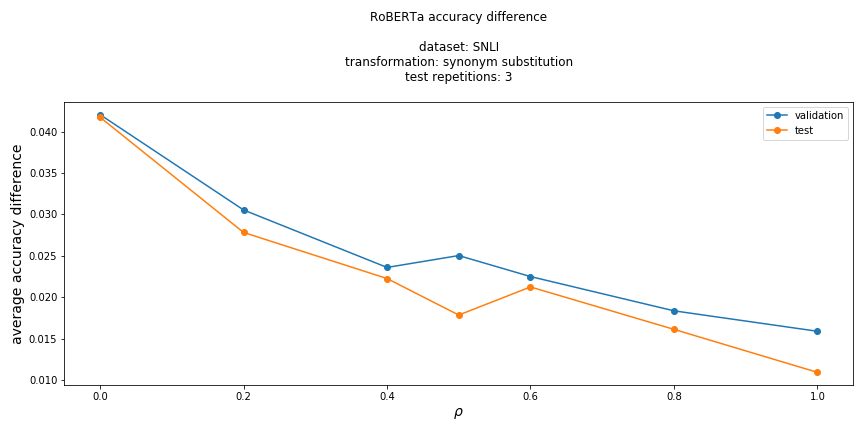 RoBERTa accuracy difference
dataset: SNLI
transformation: synonym substitution
test repetitions: 3
validation
test
average accuracy difference
0.040
0.035
0.030
0.025
0.020
0.015
0.010
0.0 0.2 0.4 0.6 0.8 1.0
ρ